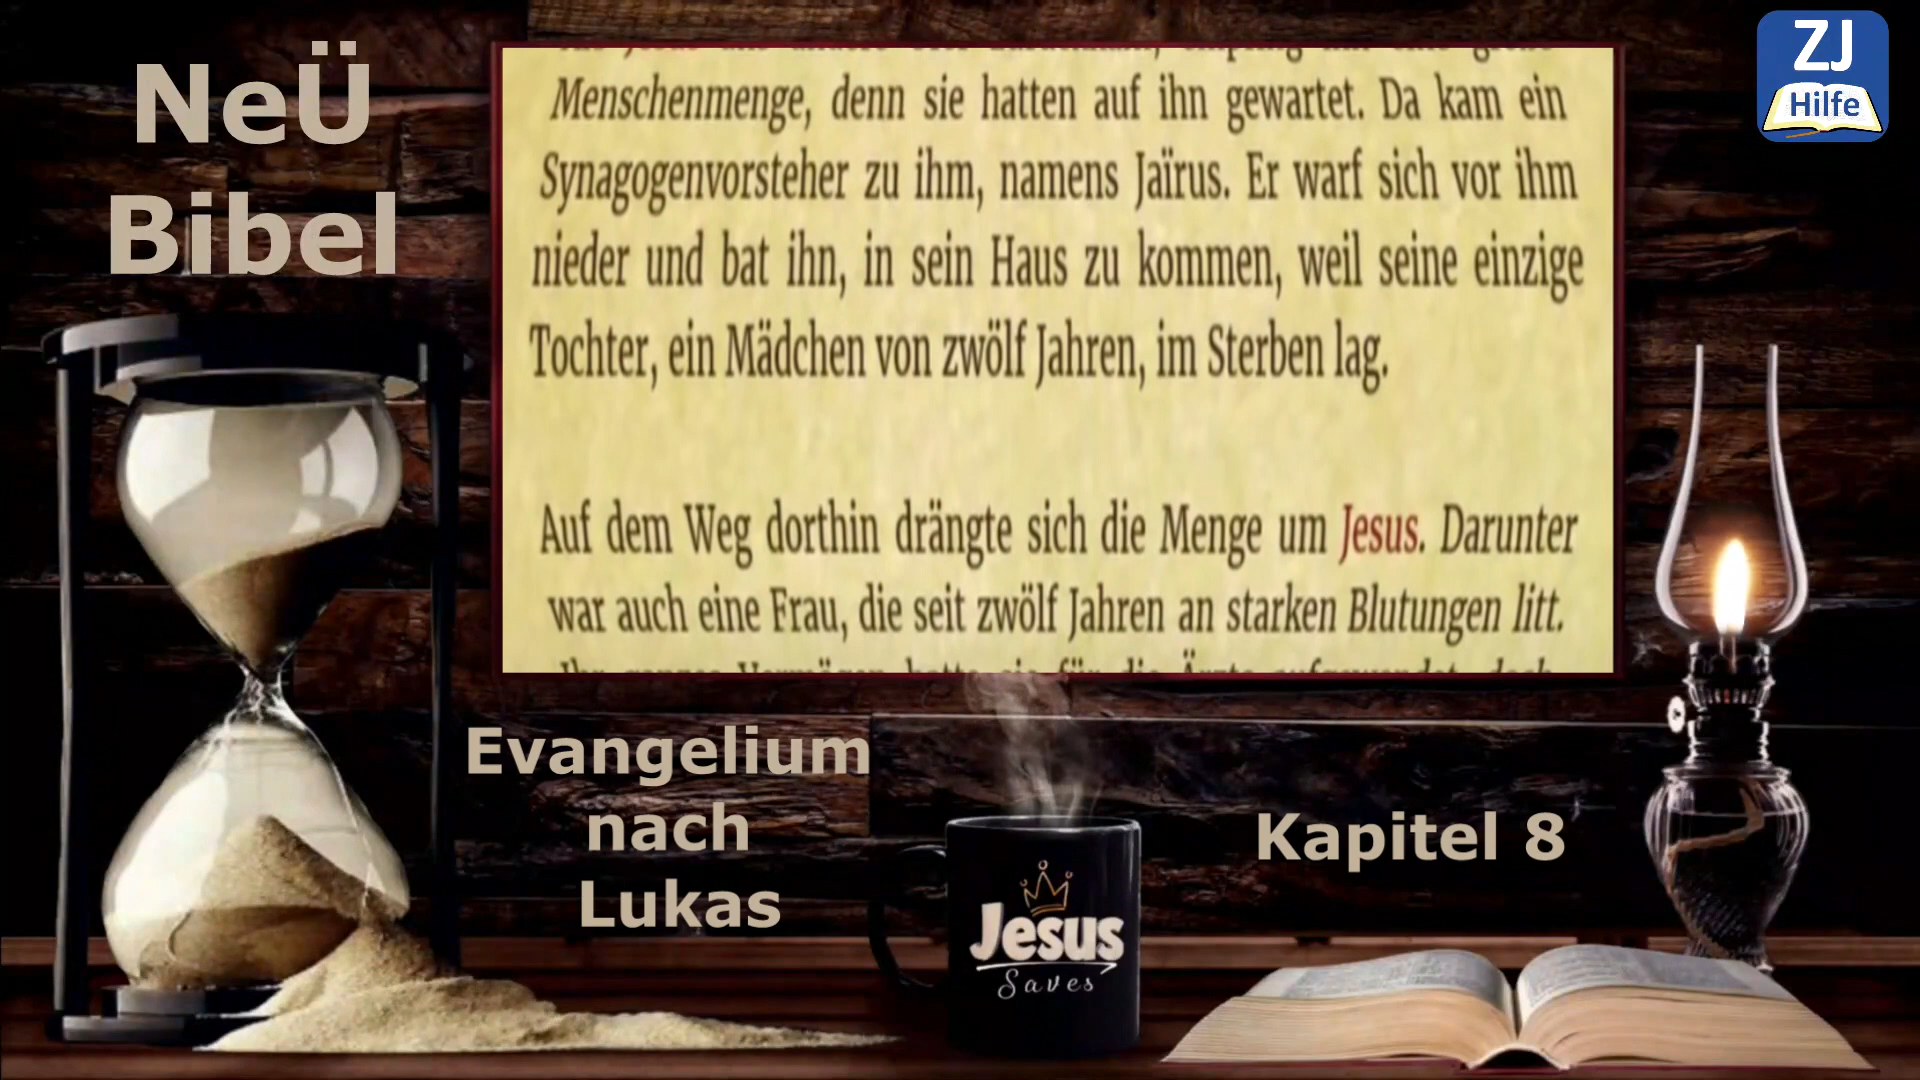 NeÜ
Bibel
ZJ
Hilfe
Menschenmenge, denn sie hatten auf ihn gewartet. Da kam ein
Synagogenvorsteher zu ihm, namens Jaïrus. Er warf sich vor ihm
nieder und bat ihn, in sein Haus zu kommen, weil seine einzige
Tochter, ein Mädchen von zwölf Jahren, im Sterben lag.
Auf dem Weg dorthin drängte sich die Menge um Jesus. Darunter
war auch eine Frau, die seit zwölf Jahren an starken Blutungen litt.
Evangelium
nach
Lukas
Kapitel 8
Jesus
Saves